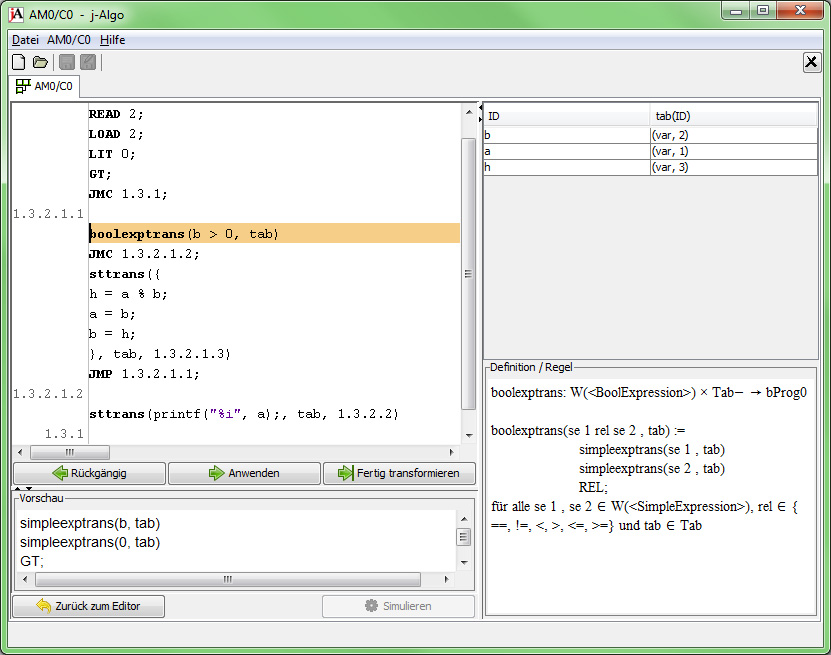 AM0/C0 - j-Algo
Datei AM0/C0 Hilfe
AM0/C0
READ 2;
LOAD 2;
LIT 0;
GT;
JMC 1.3.1;
1.3.2.1.1
boolexptrans(b > 0, tab)
JMC 1.3.2.1.2;
sttrans({
h = a % b;
a = b;
b = h;
}, tab, 1.3.2.1.3)
JMP 1.3.2.1.1;
1.3.2.1.2
sttrans(printf("%i", a);, tab, 1.3.2.2)
1.3.1
Rückgängig Anwenden Fertig transformieren
Vorschau
simpleexptrans(b, tab)
simpleexptrans(0, tab)
GT;
Zurück zum Editor Simulieren
ID tab(ID)
b (var, 2)
a (var, 1)
h (var, 3)
Definition / Regel
boolexptrans: W(<BoolExpression>) × Tab− → bProg0
boolexptrans(se 1 rel se 2 , tab) :=
simpleexptrans(se 1 , tab)
simpleexptrans(se 2 , tab)
REL;
für alle se 1 , se 2 ∈ W(<SimpleExpression>), rel ∈ {
==, !=, <, >, <=, >=} und tab ∈ Tab